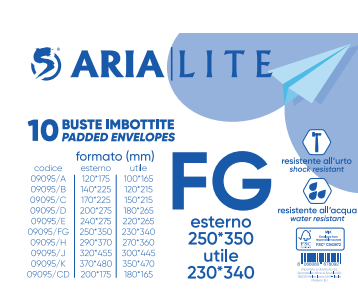 ARIA LITE
10 BUSTE IMBOTTITE
PADDED ENVELOPES
formato (mm)
codice esterno utile
09095/A 120*175 100*165
09095/B 140*225 120*215
09095/C 170*225 150*215
09095/D 200*275 180*265
09095/E 240*275 220*265
09095/FG 250*350 230*340
09095/H 290*370 270*360
09095/J 320*455 300*445
09095/K 370*480 350*470
09095/CD 200*175 180*165
FG
esterno
250*350
utile
230*340
resistente all'urto
shock resistant
resistente all'acqua
water resistant
FSC